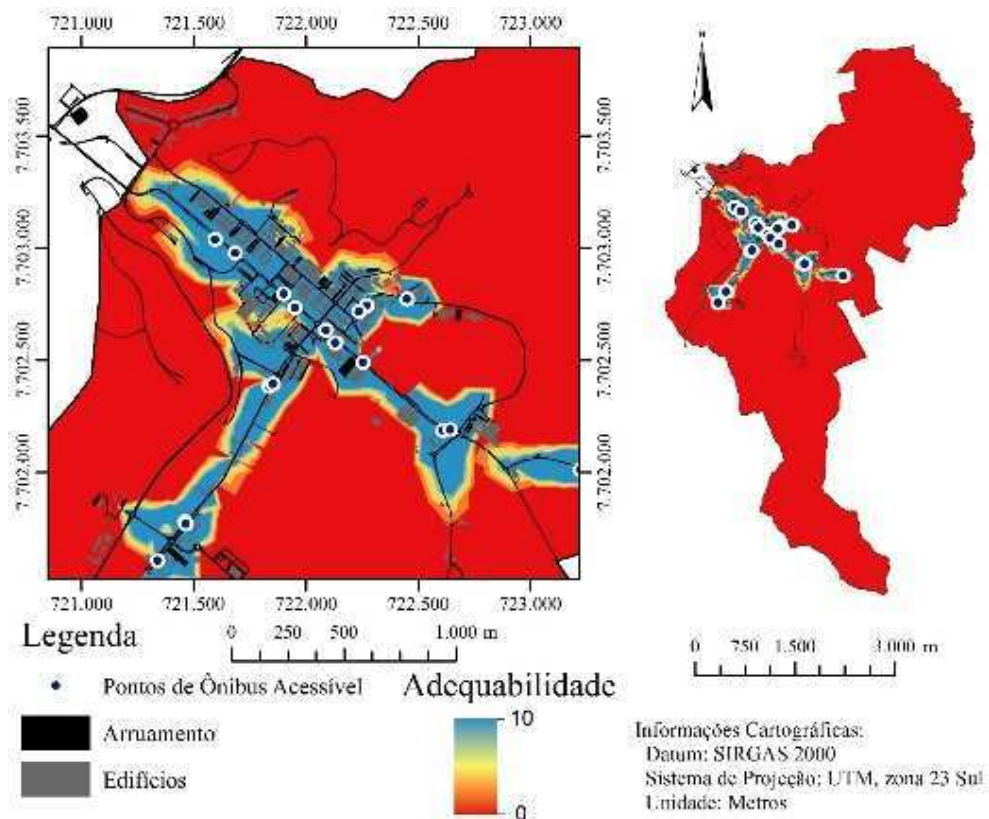 721.000 721.500 722.000 722.500 723.000
7.703.500
7.703.000
7.702.500
7.702.000
7.703.500
7.703.000
7.702.500
7.702.000
721.000 721.500 722.000 722.500 723.000
N
Legenda
0 250 500 1.000 m
0 750 1.500 3.000 m
Pontos de Ônibus Acessível
Arruamento
Edifícios
Adequabilidade
10
0
Informações Cartográficas:
Datum: SIRGAS 2000
Sistema de Projeção: UTM, zona 23 Sul
Unidade: Metros